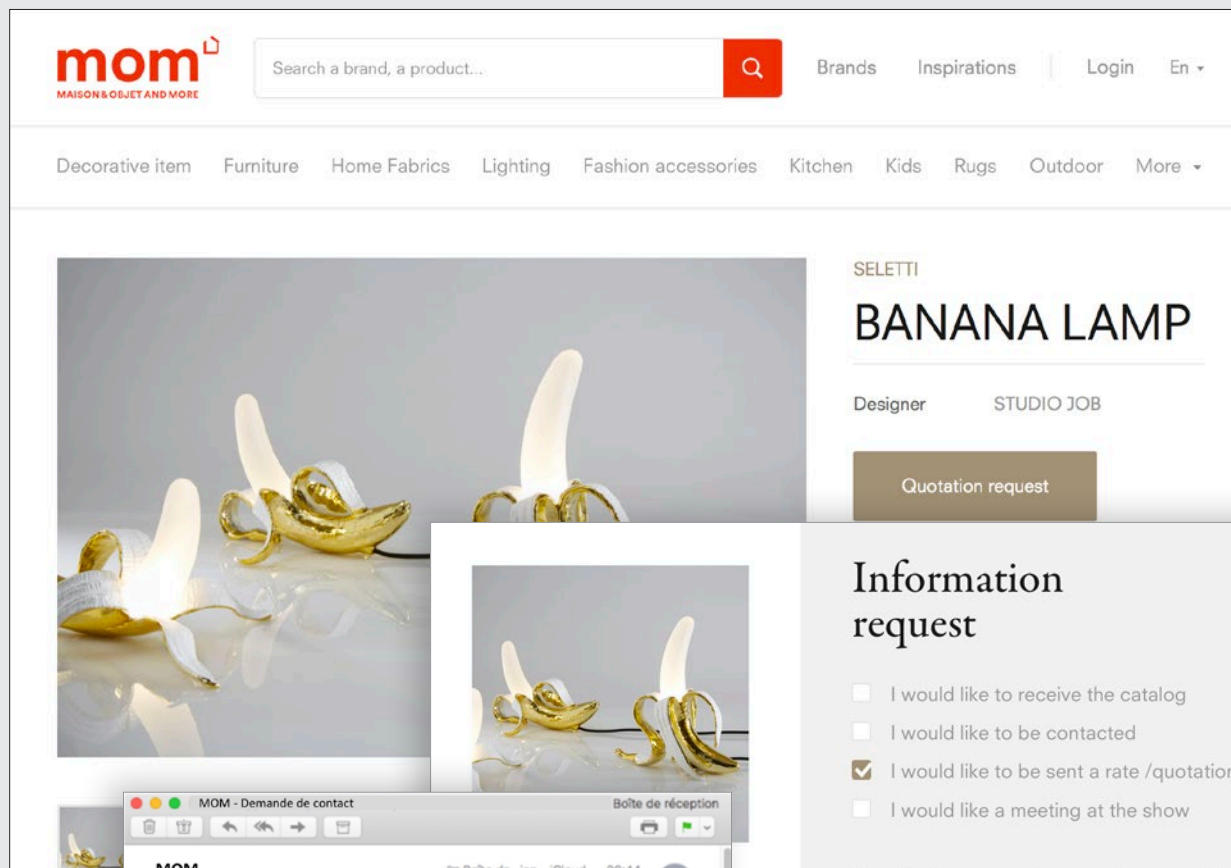 mom
MAISON&OBJET AND MORE
Search a brand, a product...
Brands Inspirations Login En
Decorative item Furniture Home Fabrics Lighting Fashion accessories Kitchen Kids Rugs Outdoor More
SELETTI
BANANA LAMP
Designer STUDIO JOB
Quotation request
Information
request
I would like to receive the catalog
I would like to be contacted
I would like to be sent a rate /quotation
I would like a meeting at the show
MOM - Demande de contact Boîte de réception
MOM